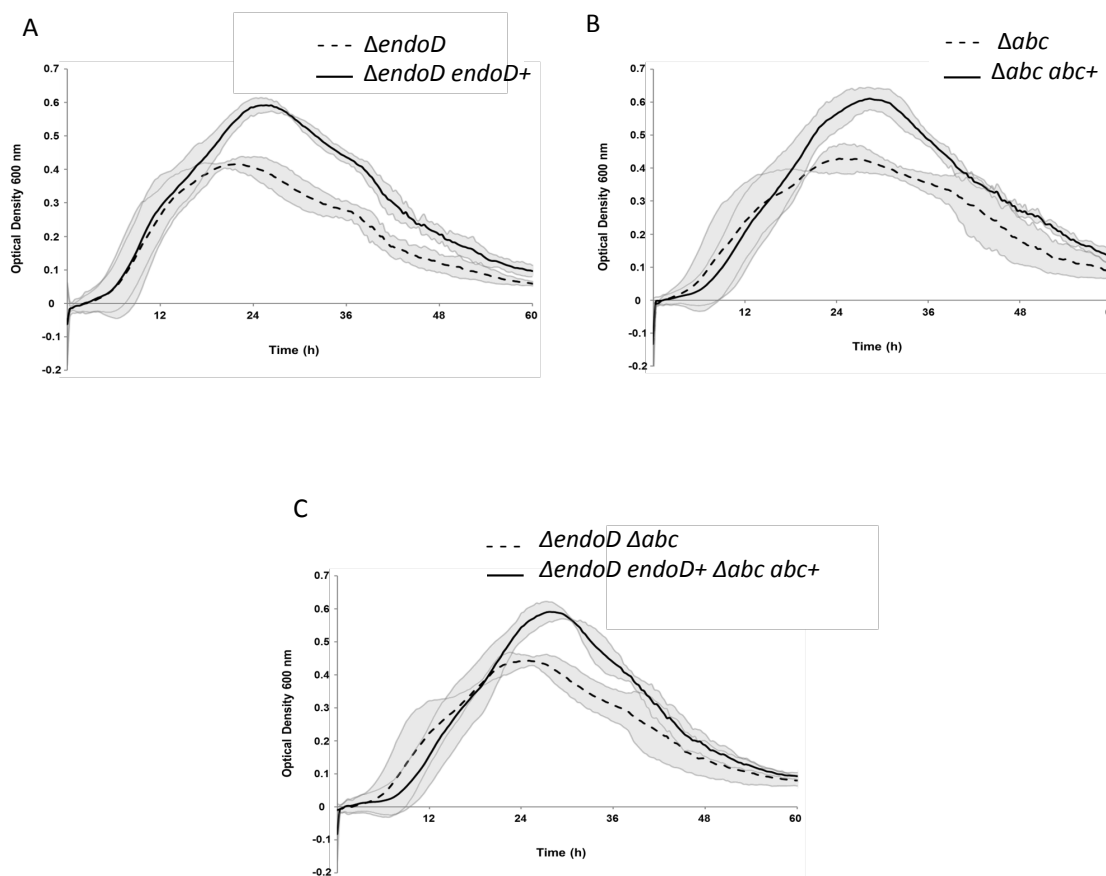 A
ΔendoD
ΔendoD endoD+
0.7
0.6
0.5
0.4
0.3
0.2
0.1
0
-0.1
-0.2
12
24
36
48
60
Optical Density 600 nm
Time (h)
B
Δabc
Δabc abc+
0.7
0.6
0.5
0.4
0.3
0.2
0.1
0
-0.1
-0.2
12
24
36
48
Optical Density 600 nm
Time (h)
C
ΔendoD Δabc
ΔendoD endoD+ Δabc abc+
0.7
0.6
0.5
0.4
0.3
0.2
0.1
0
-0.1
-0.2
12
24
36
48
60
Optical Density 600 nm
Time (h)